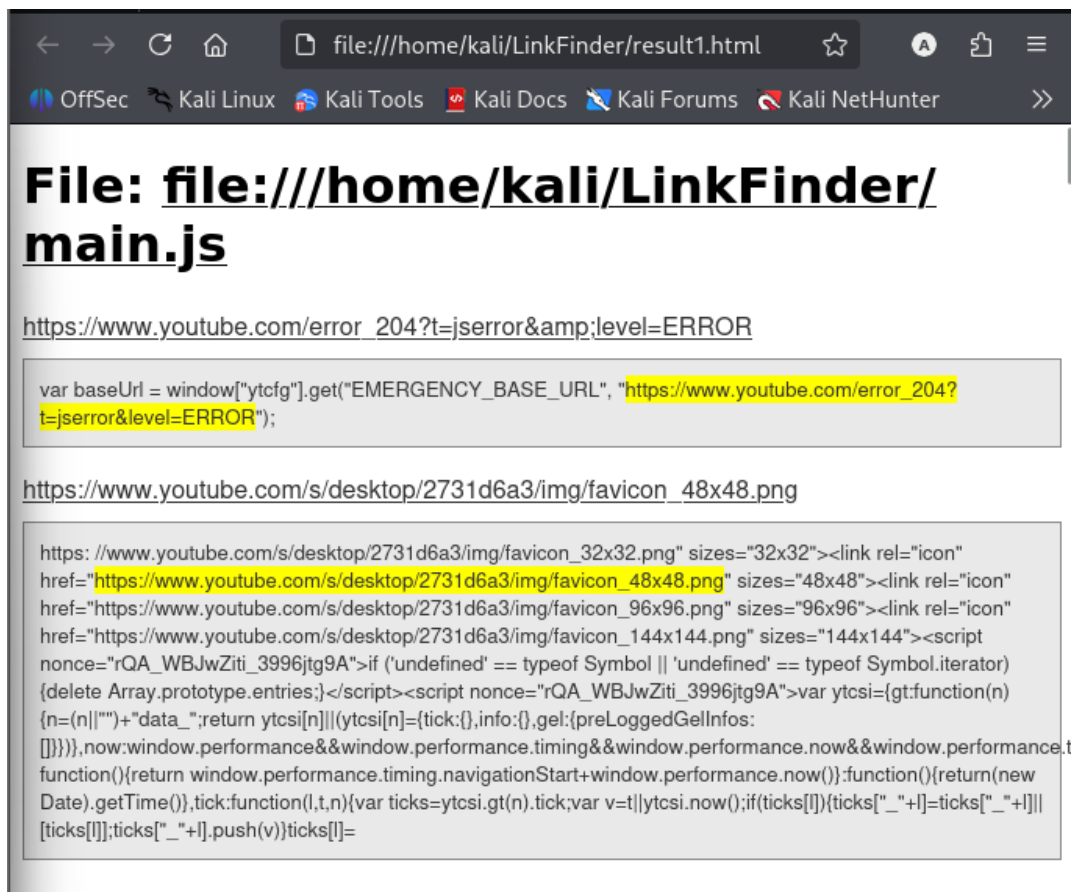 file:///home/kali/LinkFinder/result1.html
A
OffSec Kali Linux Kali Tools Kali Docs Kali Forums Kali NetHunter
File: file:///home/kali/LinkFinder/
main.js
https://www.youtube.com/error_204?t=jserror&amp;level=ERROR
var baseUrl = window["ytcfg"].get("EMERGENCY_BASE_URL", "https://www.youtube.com/error_204?
t=jserror&level=ERROR");
https://www.youtube.com/s/desktop/2731d6a3/img/favicon_48x48.png
https: //www.youtube.com/s/desktop/2731d6a3/img/favicon_32x32.png" sizes="32x32"><link rel="icon"
href="https://www.youtube.com/s/desktop/2731d6a3/img/favicon_48x48.png" sizes="48x48"><link rel="icon"
href="https://www.youtube.com/s/desktop/2731d6a3/img/favicon_96x96.png" sizes="96x96"><link rel="icon"
href="https://www.youtube.com/s/desktop/2731d6a3/img/favicon_144x144.png" sizes="144x144"><script
nonce="rQA_WBJwZiti_3996jtg9A">if ('undefined' == typeof Symbol || 'undefined' == typeof Symbol.iterator)
{delete Array.prototype.entries;}</script><script nonce="rQA_WBJwZiti_3996jtg9A">var ytcsi={gt:function(n)
{n=(n||"")+"data_";return ytcsi[n]||(ytcsi[n]={tick:{},info:{},gel:{preLoggedGelInfos:
[]}})},now:window.performance&&window.performance.timing&&window.performance.now&&window.performance.t
function(){return window.performance.timing.navigationStart+window.performance.now()}:function(){return(new
Date).getTime()},tick:function(l,t,n){var ticks=ytcsi.gt(n).tick;var v=t||ytcsi.now();if(ticks[l]){ticks["_"+l]=ticks["_"+l]||
[ticks[l]];ticks["_"+l].push(v)}ticks[l]=